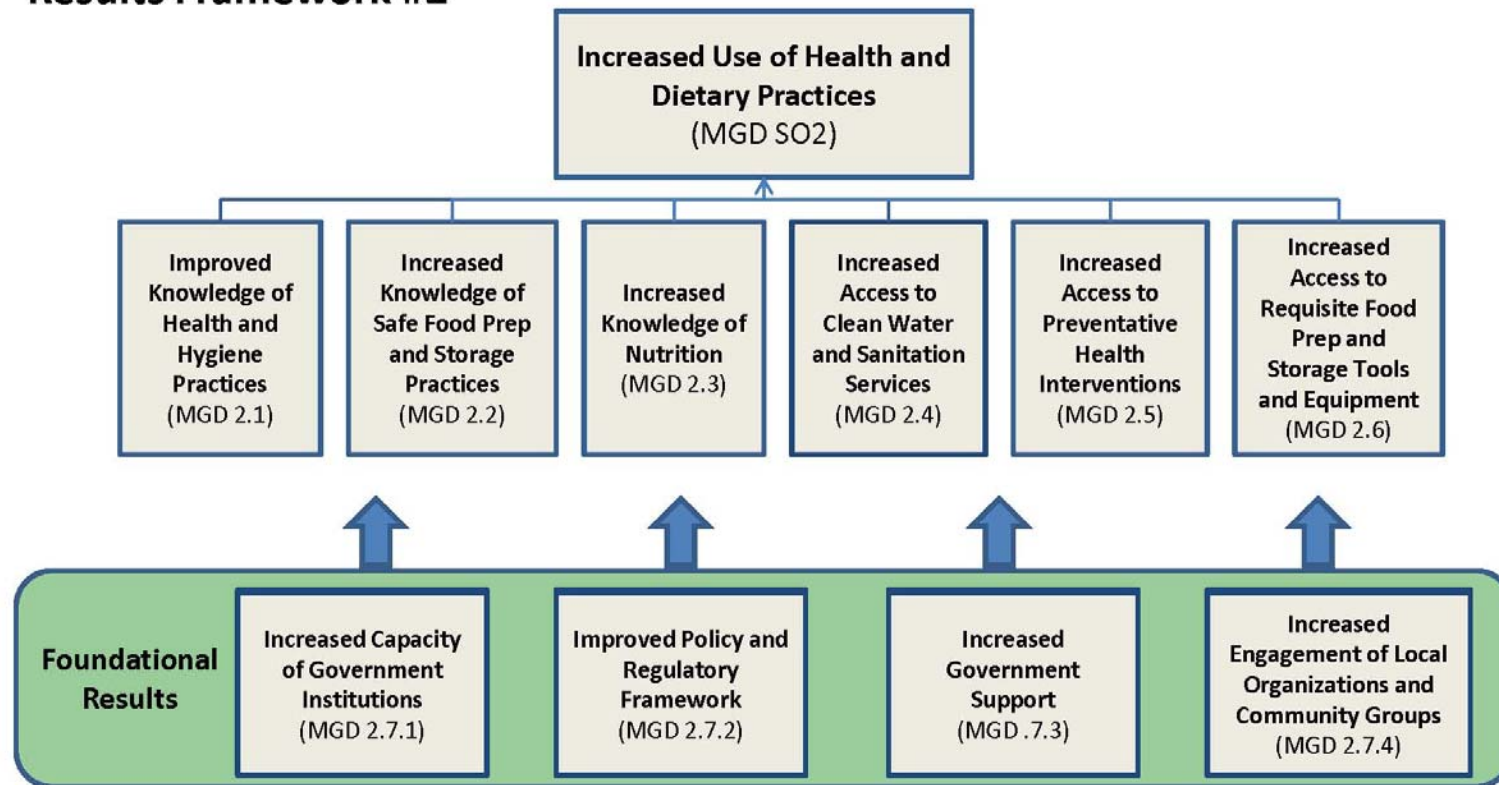 Results Framework #2
Increased Use of Health and
Dietary Practices
(MGD SO2)
Improved
Knowledge of
Health and
Hygiene
Practices
(MGD 2.1)
Increased
Knowledge of
Safe Food Prep
and Storage
Practices
(MGD 2.2)
Increased
Knowledge of
Nutrition
(MGD 2.3)
Increased
Access to
Clean Water
and Sanitation
Services
(MGD 2.4)
Increased
Access to
Preventative
Health
Interventions
(MGD 2.5)
Increased
Access to
Requisite Food
Prep and
Storage Tools
and Equipment
(MGD 2.6)
Foundational
Results
Increased Capacity
of Government
Institutions
(MGD 2.7.1)
Improved Policy and
Regulatory
Framework
(MGD 2.7.2)
Increased
Government
Support
(MGD .7.3)
Increased
Engagement of Local
Organizations and
Community Groups
(MGD 2.7.4)